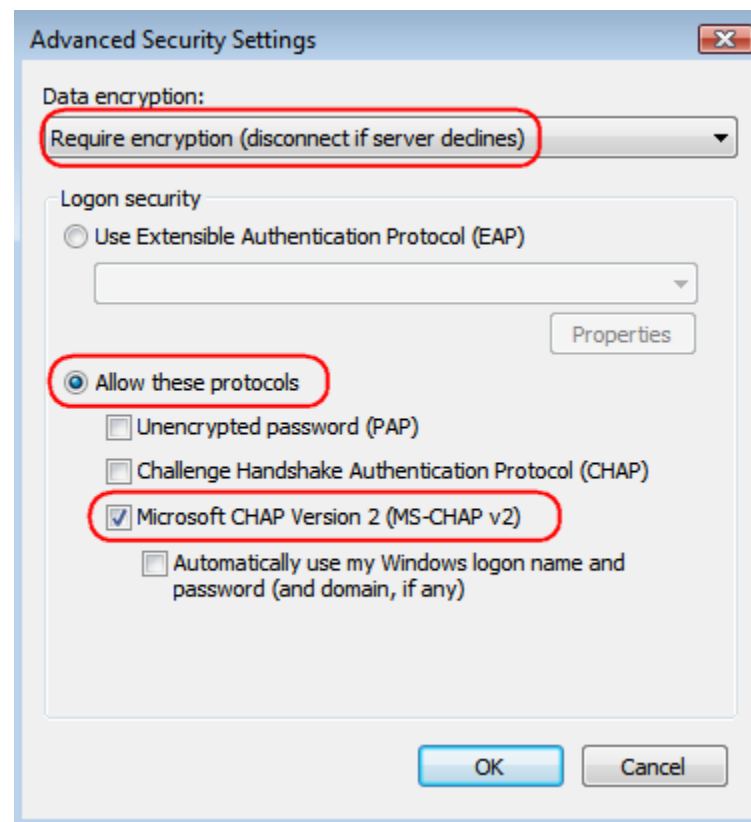 Advanced Security Settings
Data encryption:
Require encryption (disconnect if server declines)
Logon security
Use Extensible Authentication Protocol (EAP)
Properties
Allow these protocols
Unencrypted password (PAP)
Challenge Handshake Authentication Protocol (CHAP)
Microsoft CHAP Version 2 (MS-CHAP v2)
Automatically use my Windows logon name and
password (and domain, if any)
OK
Cancel